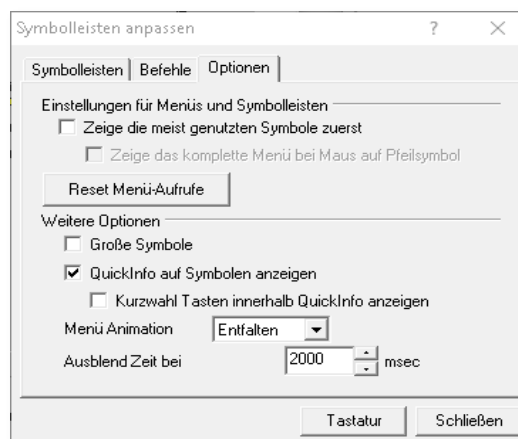 Symbolleisten anpassen ?
Symbolleisten Befehle Optionen
Einstellungen für Menüs und Symbolleisten
Zeige die meist genutzten Symbole zuerst
Zeige das komplette Menü bei Maus auf Pfeilsymbol
Reset Menü-Aufrufe
Weitere Optionen
Große Symbole
QuickInfo auf Symbolen anzeigen
Kurzwahl Tasten innerhalb QuickInfo anzeigen
Menü Animation Entfalten
Ausblend Zeit bei 2000 msec
Tastatur Schließen